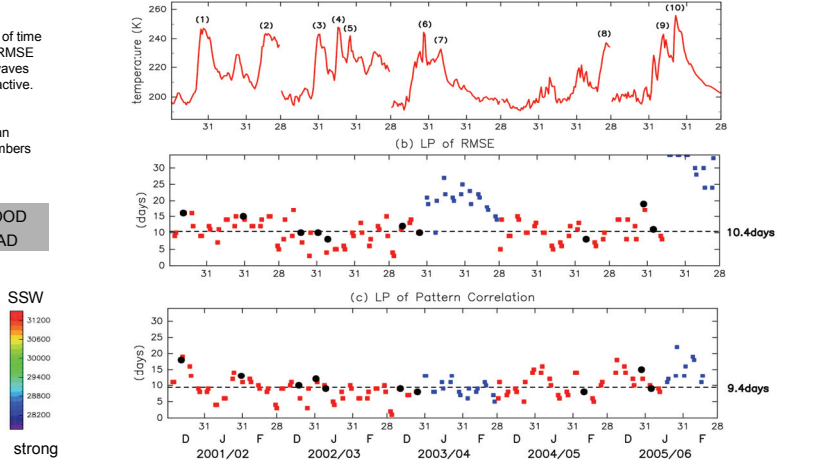 of time
RMSE
waves
active.
an
mbers
OOD
AD
SSW
31200
30600
30000
29400
28800
28200
strong
temperature (K)
260
240
220
200
(1)
(2)
(3)
(4)
(5)
(6)
(7)
(8)
(9)
(10)
31 31 28 31 31 28 31 31 28 31 31 28 31 31 28
(b) LP of RMSE
(days)
30
25
20
15
10
5
0
10.4days
31 31 28 31 31 28 31 31 28 31 31 28 31 31 28
(c) LP of Pattern Correlation
(days)
30
25
20
15
10
5
0
9.4days
31 31 28 31 31 28 31 31 28 31 31 28 31 31 28
D J F D J F D J F D J F D J F
2001/02 2002/03 2003/04 2004/05 2005/06